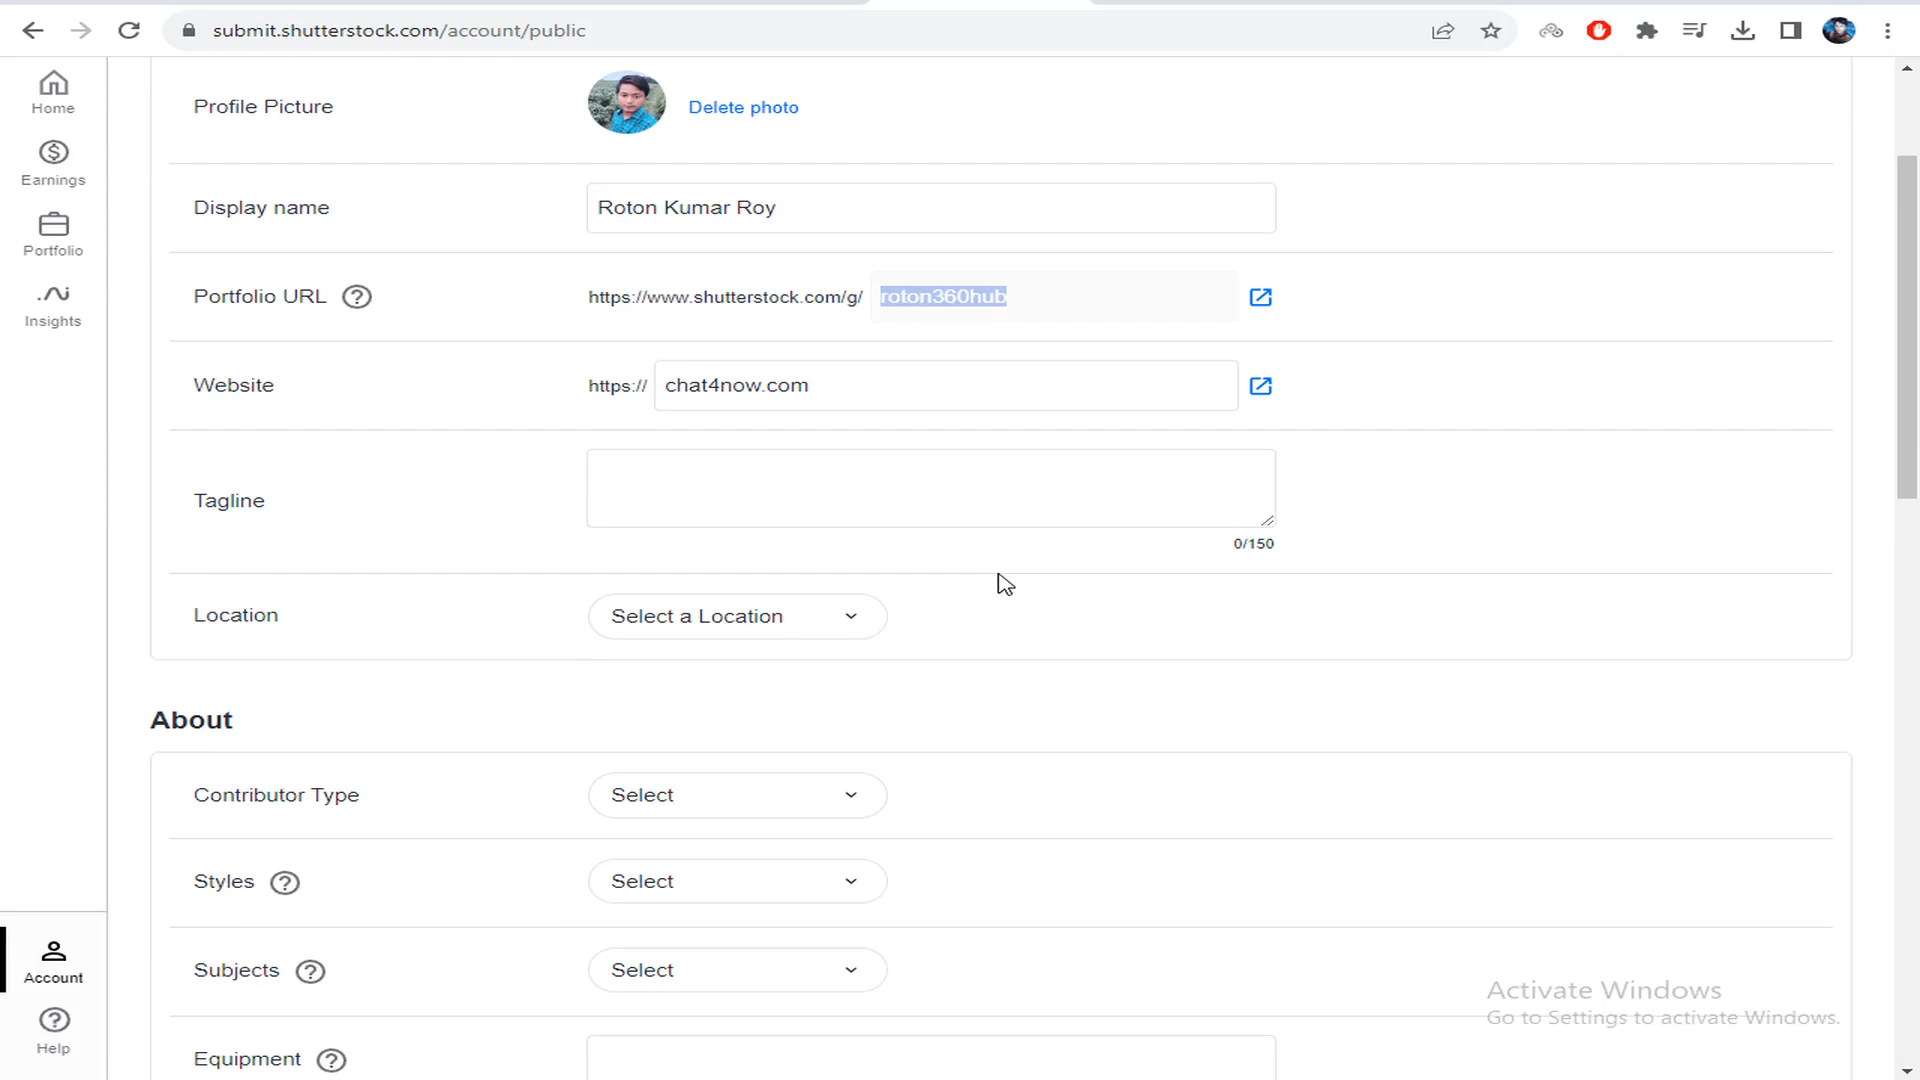 submit.shutterstock.com/account/public
Home
Earnings
Portfolio
Insights
Account
Help
Profile Picture
Delete photo
Display name
Roton Kumar Roy
Portfolio URL ?
https://www.shutterstock.com/g/ roton360hub
Website
https:// chat4now.com
Tagline
0/150
Location
Select a Location
About
Contributor Type
Select
Styles ?
Select
Subjects ?
Select
Equipment ?
Activate Windows
Go to Settings to activate Windows.